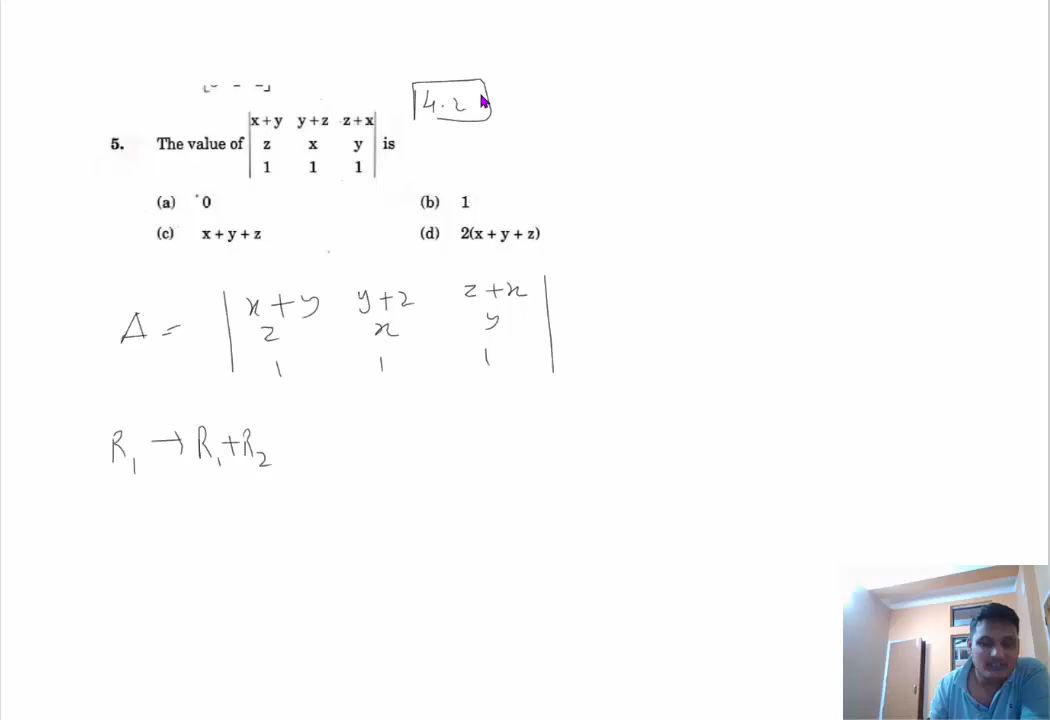 4.2
5. The value of |x+y y+z z+x|
|z x y| is
|1 1 1|
(a) 0 (b) 1
(c) x+y+z (d) 2(x+y+z)
Δ = |x+y y+z z+x|
|z x y|
|1 1 1|
R₁ → R₁+R₂